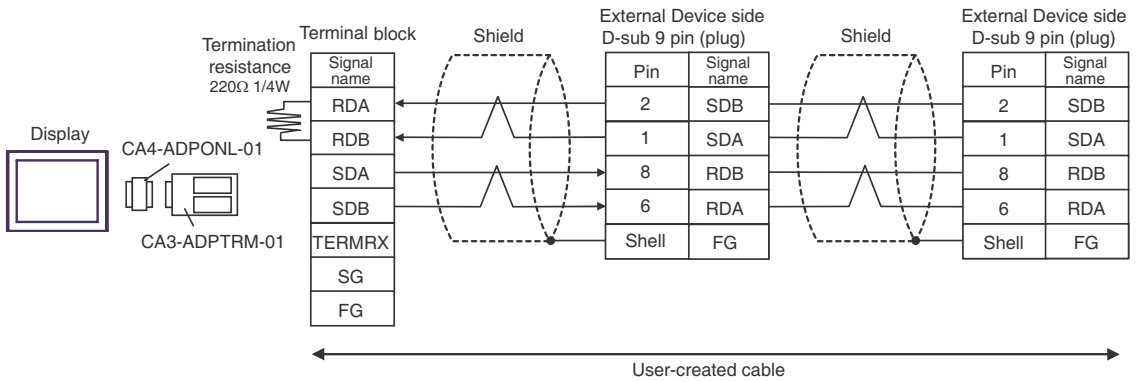 Display
CA4-ADPONL-01
CA3-ADPTRM-01
Termination
resistance
220Ω 1/4W
Terminal block
Signal
name
RDA
RDB
SDA
SDB
TERMRX
SG
FG
Shield
External Device side
D-sub 9 pin (plug)
Pin Signal
name
2 SDB
1 SDA
8 RDB
6 RDA
Shell FG
Shield
External Device side
D-sub 9 pin (plug)
Pin Signal
name
2 SDB
1 SDA
8 RDB
6 RDA
Shell FG
User-created cable